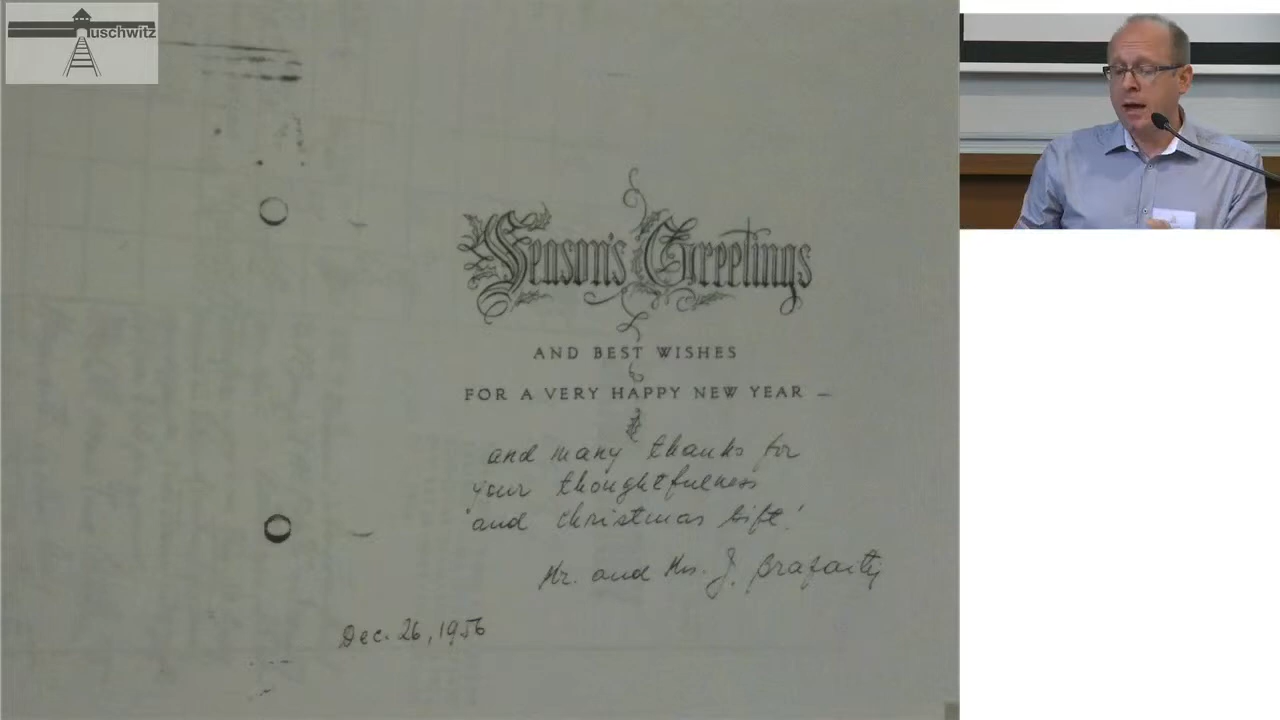 Auschwitz
Season's Greetings
AND BEST WISHES
FOR A VERY HAPPY NEW YEAR —
and many thanks for
your thoughtfulness
and Christmas Gift!
Mr. and Mrs. J.
Dec. 26, 1956